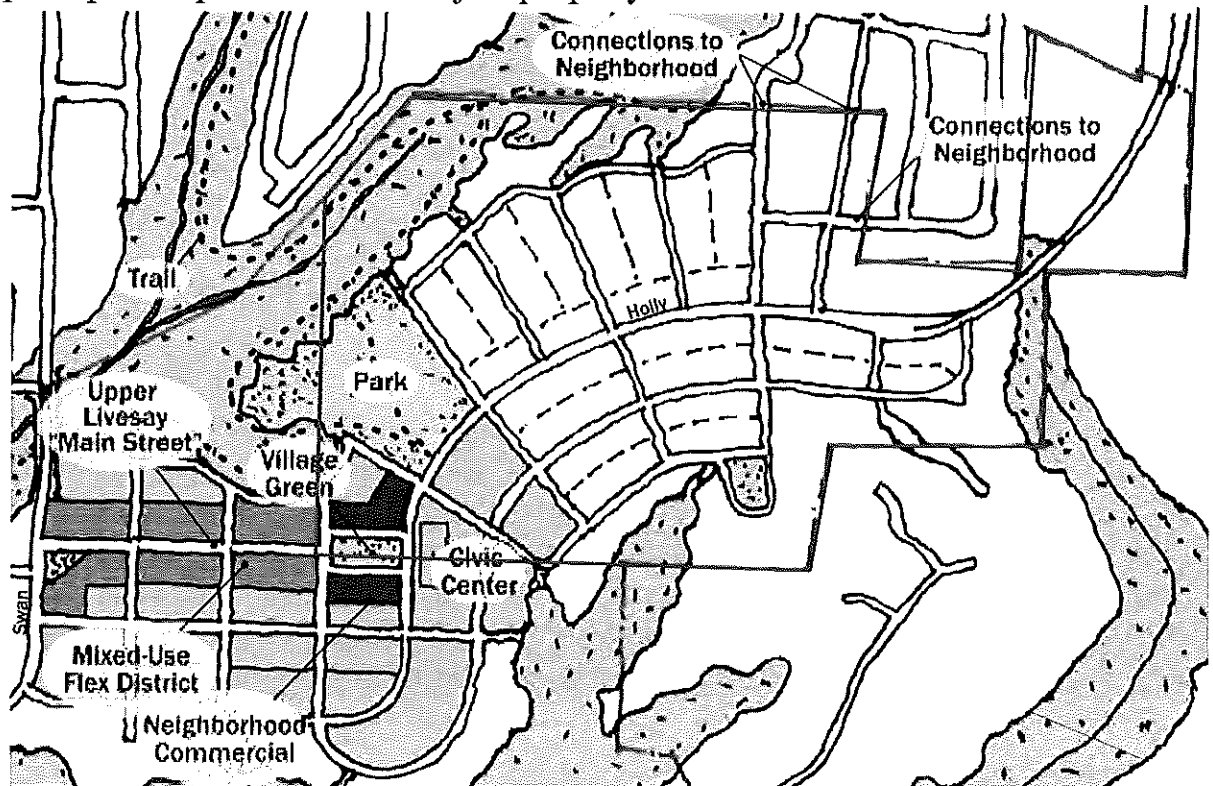 Connections to
Neighborhood
Connections to
Neighborhood
Trail
Holly
Park
Upper
Livesay
"Main Street"
Village
Green
Civic
Center
Swan
Mixed-Use
Flex District
Neighborhood
Commercial